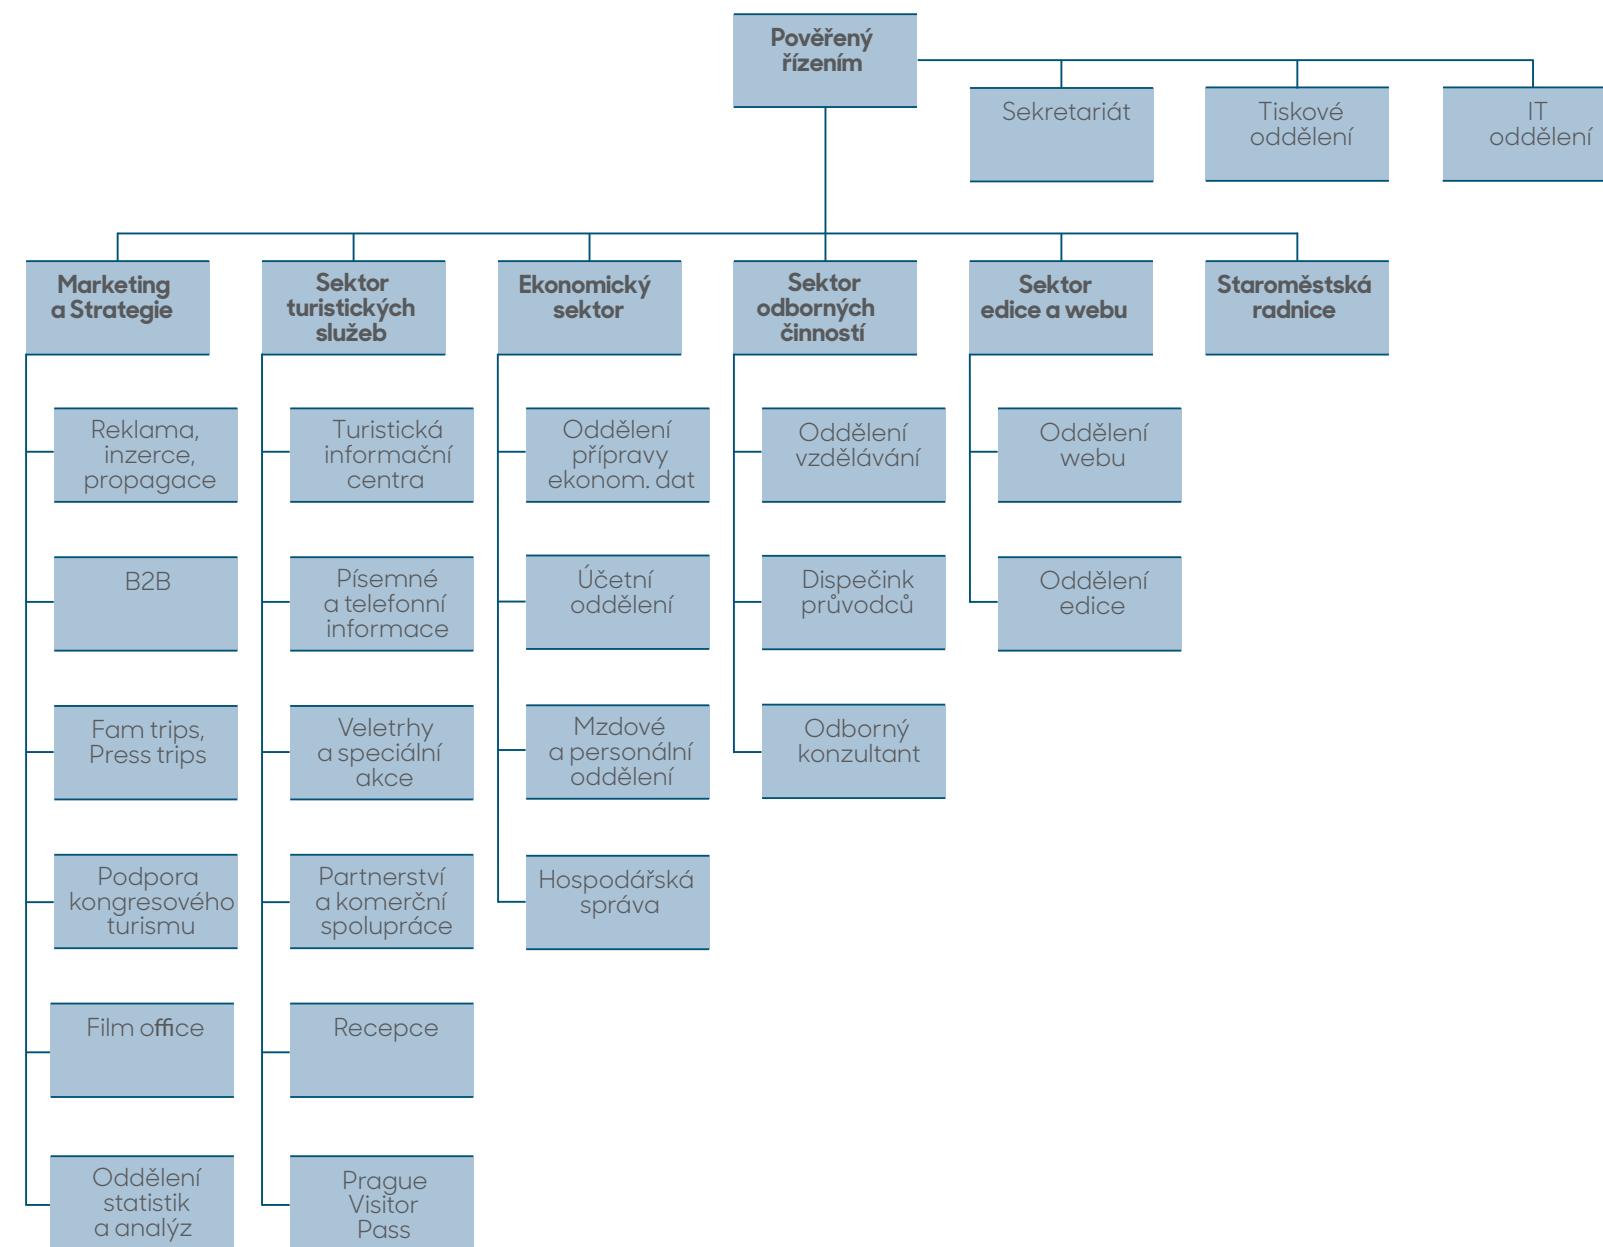 Pověřený
řízením
Sekretariát
Tiskové
oddělení
IT
oddělení
Marketing
a Strategie
Sektor
turistických
služeb
Ekonomický
sektor
Sektor
odborných
činností
Sektor
edice a webu
Staroměstská
radnice
Reklama,
inzerce,
propagace
B2B
Fam trips,
Press trips
Podpora
kongresového
turismu
Film office
Oddělení
statistik
a analýz
Turistická
informační
centra
Písemné
a telefonní
informace
Veletrhy
a speciální
akce
Partnerství
a komerční
spolupráce
Recepce
Prague
Visitor
Pass
Oddělení
přípravy
ekonom. dat
Účetní
oddělení
Mzdové
a personální
oddělení
Hospodářská
správa
Oddělení
vzdělávání
Dispečink
průvodců
Odborný
konzultant
Oddělení
webu
Oddělení
edice